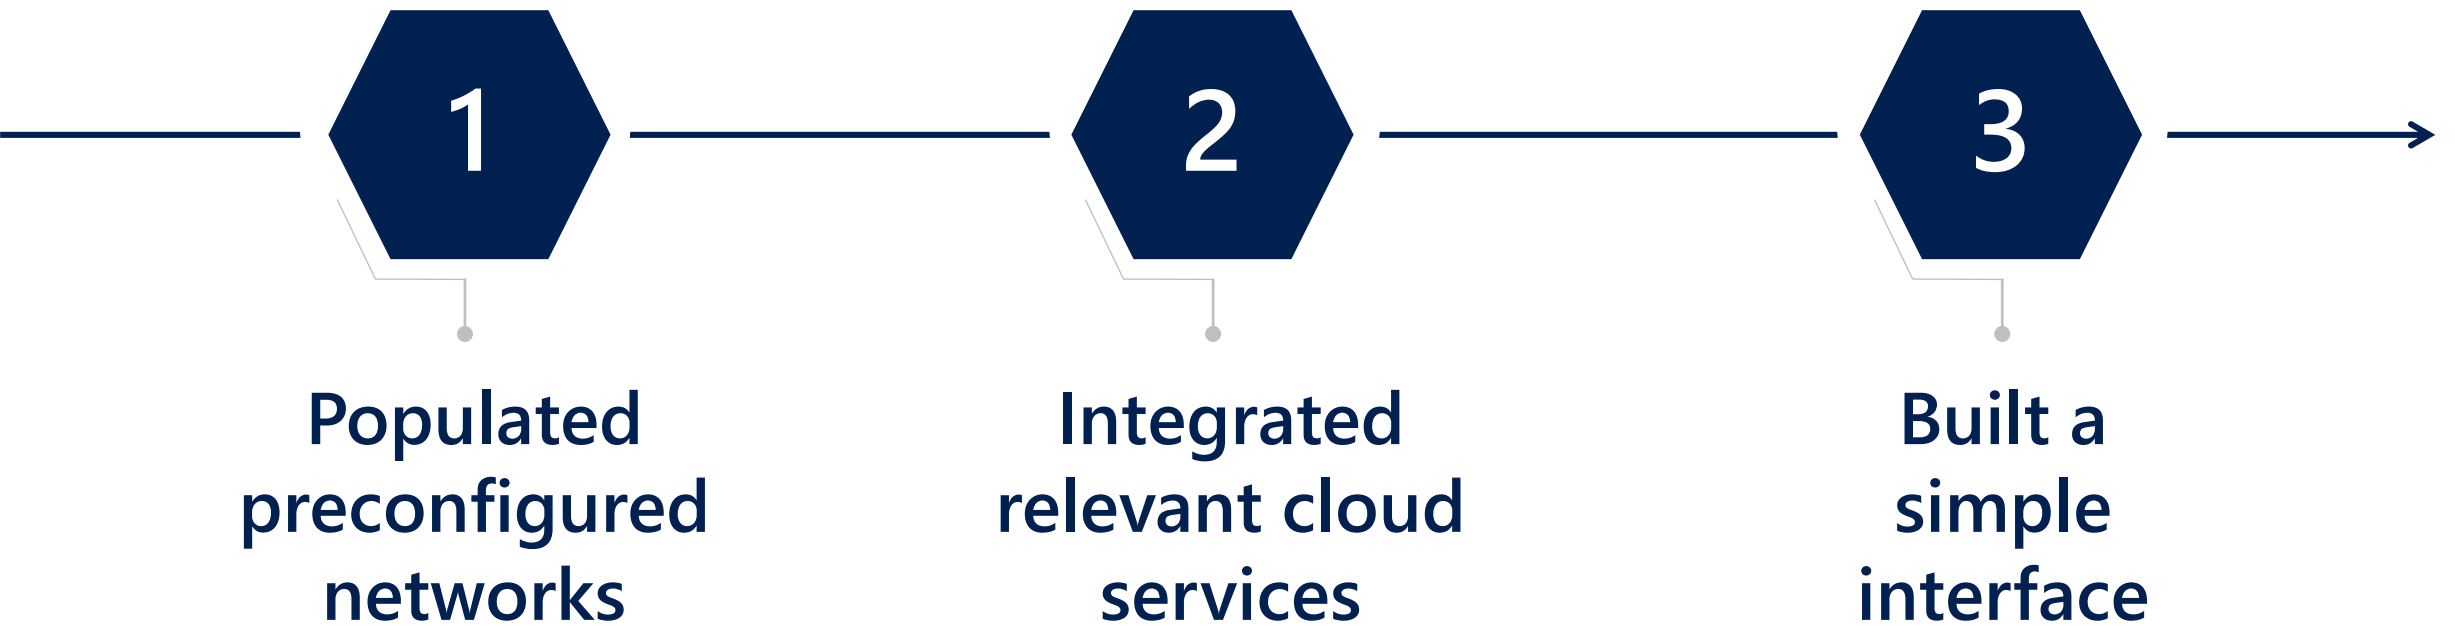 1
Populated
preconfigured
networks
2
Integrated
relevant cloud
services
3
Built a
simple
interface